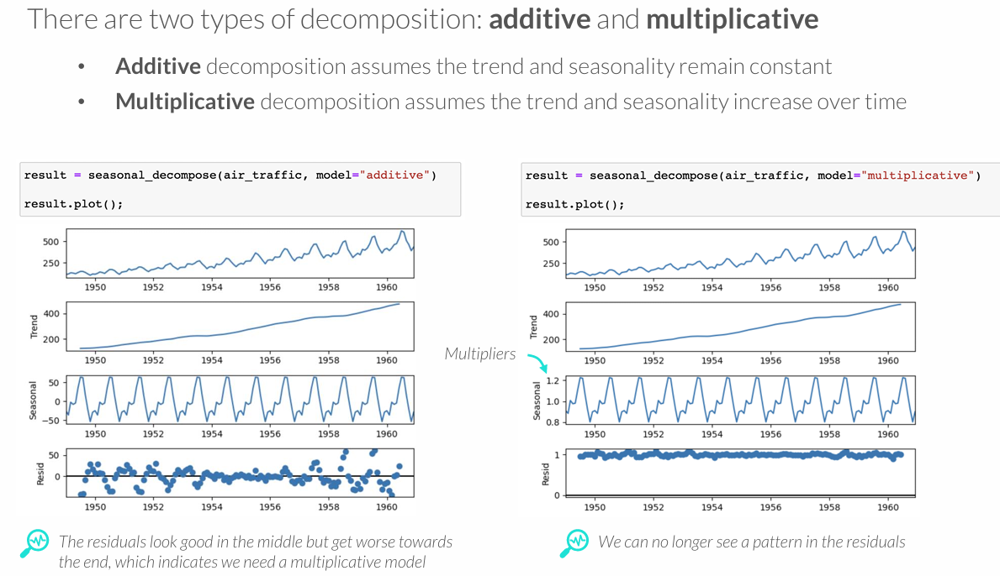 There are two types of decomposition: additive and multiplicative
• Additive decomposition assumes the trend and seasonality remain constant
• Multiplicative decomposition assumes the trend and seasonality increase over time
result = seasonal_decompose(air_traffic, model="additive")
result.plot();
500
250
1950 1952 1954 1956 1958 1960
Trend
400
200
1950 1952 1954 1956 1958 1960
Seasonal
50
0
−50
1950 1952 1954 1956 1958 1960
Resid
50
0
1950 1952 1954 1956 1958 1960
The residuals look good in the middle but get worse towards
the end, which indicates we need a multiplicative model
result = seasonal_decompose(air_traffic, model="multiplicative")
result.plot();
500
250
1950 1952 1954 1956 1958 1960
Trend
400
200
1950 1952 1954 1956 1958 1960
Multipliers
Seasonal
1.2
1.0
0.8
1950 1952 1954 1956 1958 1960
Resid
1
0
1950 1952 1954 1956 1958 1960
We can no longer see a pattern in the residuals